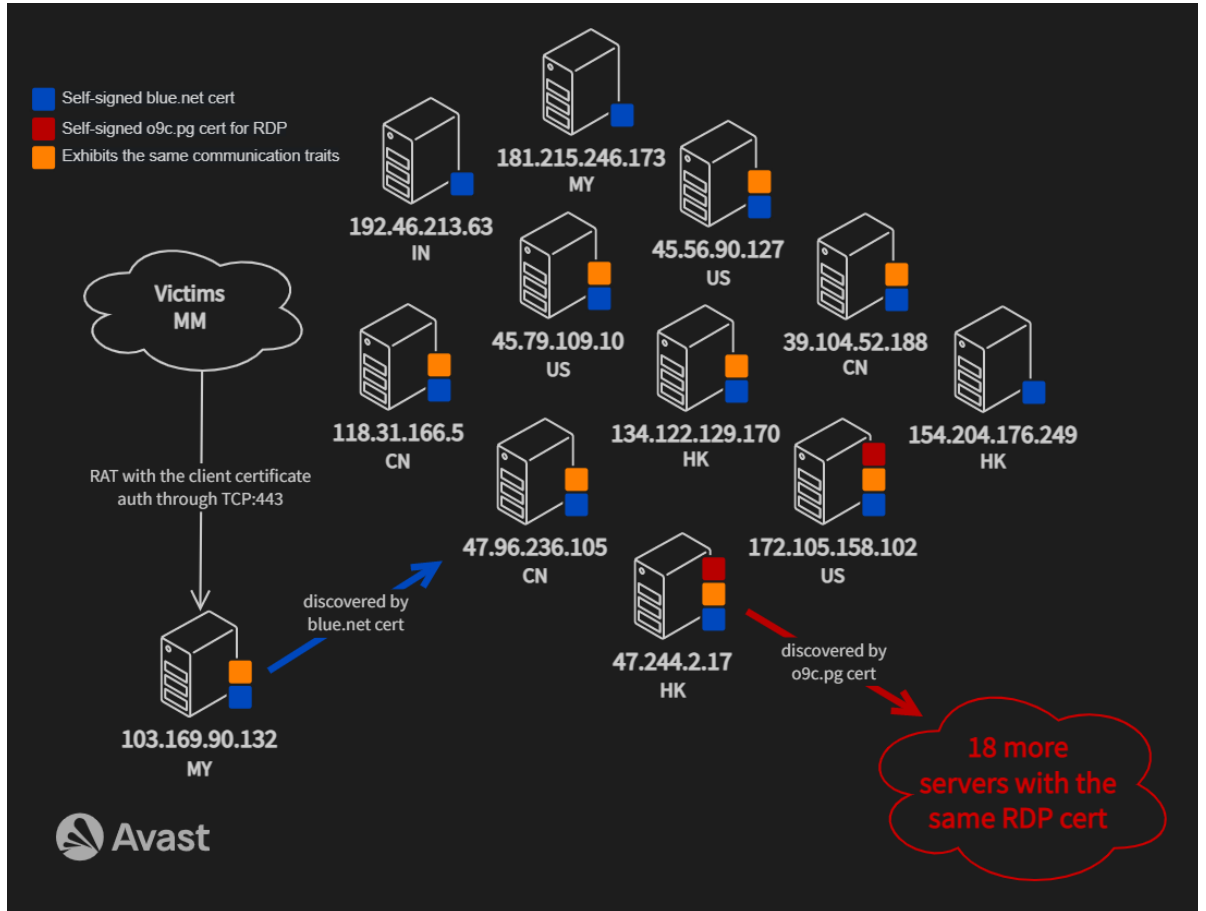 Self-signed blue.net cert
Self-signed o9c.pg cert for RDP
Exhibits the same communication traits
181.215.246.173
MY
192.46.213.63
IN
45.56.90.127
US
Victims
MM
45.79.109.10
US
39.104.52.188
CN
118.31.166.5
CN
134.122.129.170
HK
154.204.176.249
HK
RAT with the client certificate
auth through TCP:443
47.96.236.105
CN
172.105.158.102
US
discovered by
blue.net cert
47.244.2.17
HK
discovered by
o9c.pg cert
103.169.90.132
MY
18 more
servers with the
same RDP cert
Avast